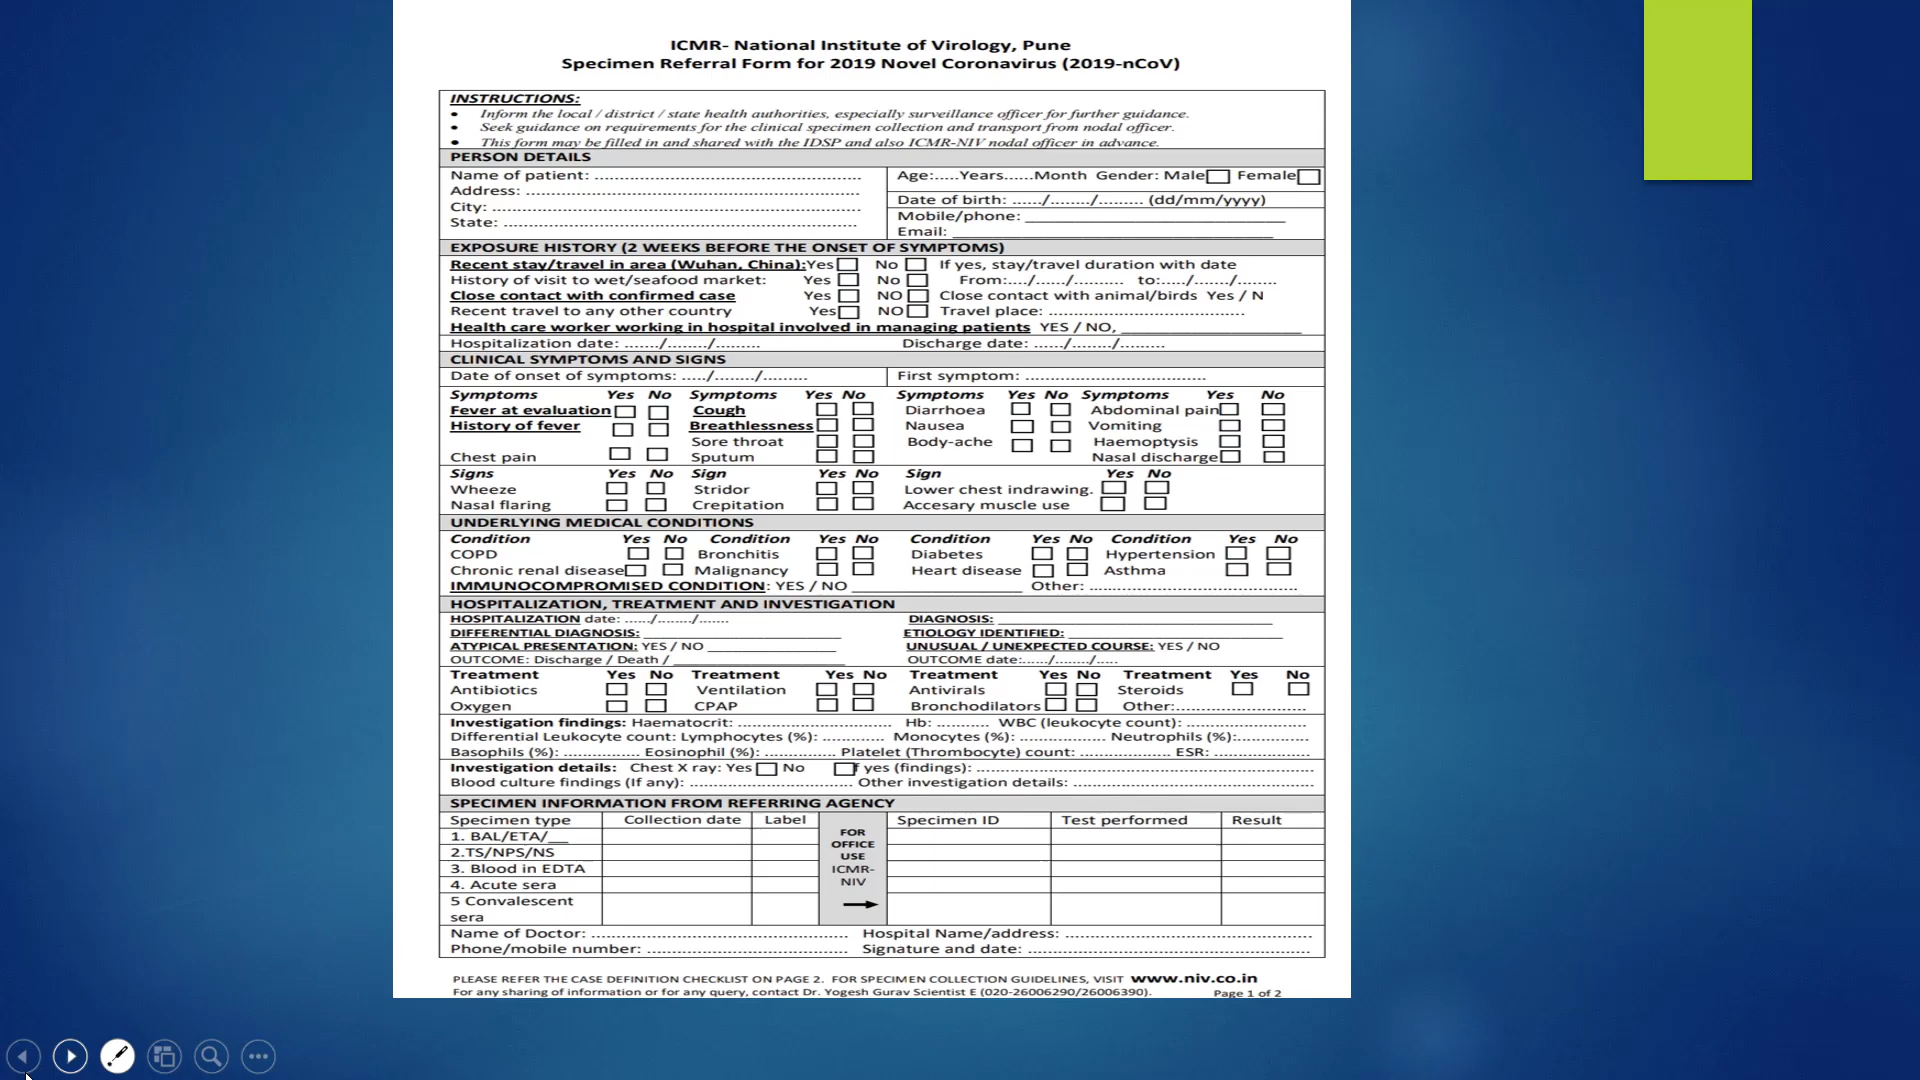 ICMR- National Institute of Virology, Pune
Specimen Referral Form for 2019 Novel Coronavirus (2019-nCoV)
INSTRUCTIONS:
• Inform the local / district / state health authorities, especially surveillance officer for further guidance.
• Seek guidance on requirements for the clinical specimen collection and transport from nodal officer.
• This form may be filled in and shared with the IDSP and also ICMR-NIV nodal officer in advance.
PERSON DETAILS
Name of patient: ................................................ Age:.....Years......Month Gender: Male Female
Address: ............................................................
City: ..................................................................
State: ................................................................
Date of birth: ....../......../......... (dd/mm/yyyy)
Mobile/phone: ______________________________
Email: ______________________________
EXPOSURE HISTORY (2 WEEKS BEFORE THE ONSET OF SYMPTOMS)
Recent stay/travel in area (Wuhan, China): Yes No If yes, stay/travel duration with date
History of visit to wet/seafood market: Yes No From:..../....../.......... to:...../....../........
Close contact with confirmed case Yes NO Close contact with animal/birds Yes / N
Recent travel to any other country Yes NO Travel place: ....................................
Health care worker working in hospital involved in managing patients YES / NO, ____________________
Hospitalization date: ......./......../......... Discharge date: ....../......../.........
CLINICAL SYMPTOMS AND SIGNS
Date of onset of symptoms: ...../......../......... First symptom: .....................................
Symptoms Yes No Symptoms Yes No Symptoms Yes No Symptoms Yes No
Fever at evaluation Cough Diarrhoea Abdominal pain
History of fever Breathlessness Nausea Vomiting
Sore throat Body-ache Haemoptysis
Chest pain Sputum Nasal discharge
Signs Yes No Sign Yes No Sign Yes No
Wheeze Stridor Lower chest indrawing.
Nasal flaring Crepitation Accesary muscle use
UNDERLYING MEDICAL CONDITIONS
Condition Yes No Condition Yes No Condition Yes No Condition Yes No
COPD Bronchitis Diabetes Hypertension
Chronic renal disease Malignancy Heart disease Asthma
IMMUNOCOMPROMISED CONDITION: YES / NO ____________________ Other: ..........................................
HOSPITALIZATION, TREATMENT AND INVESTIGATION
HOSPITALIZATION date: ....../......../....... DIAGNOSIS: ______________________________
DIFFERENTIAL DIAGNOSIS: ____________________ ETIOLOGY IDENTIFIED: ____________________
ATYPICAL PRESENTATION: YES / NO ________________ UNUSUAL / UNEXPECTED COURSE: YES / NO
OUTCOME: Discharge / Death / ____________________ OUTCOME date:....../......../.....
Treatment Yes No Treatment Yes No Treatment Yes No Treatment Yes No
Antibiotics Ventilation Antivirals Steroids
Oxygen CPAP Bronchodilators Other:...........................
Investigation findings: Haematocrit: ............................... Hb: .......... WBC (leukocyte count): ........................
Differential Leukocyte count: Lymphocytes (%): ............ Monocytes (%): ................. Neutrophils (%):..............
Basophils (%): .............. Eosinophil (%): .............. Platelet (Thrombocyte) count: ................. ESR: ......................
Investigation details: Chest X ray: Yes No f yes (findings): ....................................................................
Blood culture findings (If any): ................................ Other investigation details: ................................................
SPECIMEN INFORMATION FROM REFERRING AGENCY
Specimen type Collection date Label FOR OFFICE USE ICMR-NIV Specimen ID Test performed Result
1. BAL/ETA/__
2.TS/NPS/NS
3. Blood in EDTA
4. Acute sera
5 Convalescent
sera
Name of Doctor: ................................................... Hospital Name/address: .................................................
Phone/mobile number: ........................................ Signature and date: ........................................................
PLEASE REFER THE CASE DEFINITION CHECKLIST ON PAGE 2. FOR SPECIMEN COLLECTION GUIDELINES, VISIT www.niv.co.in
For any sharing of information or for any query, contact Dr. Yogesh Gurav Scientist E (020-26006290/26006390). Page 1 of 2